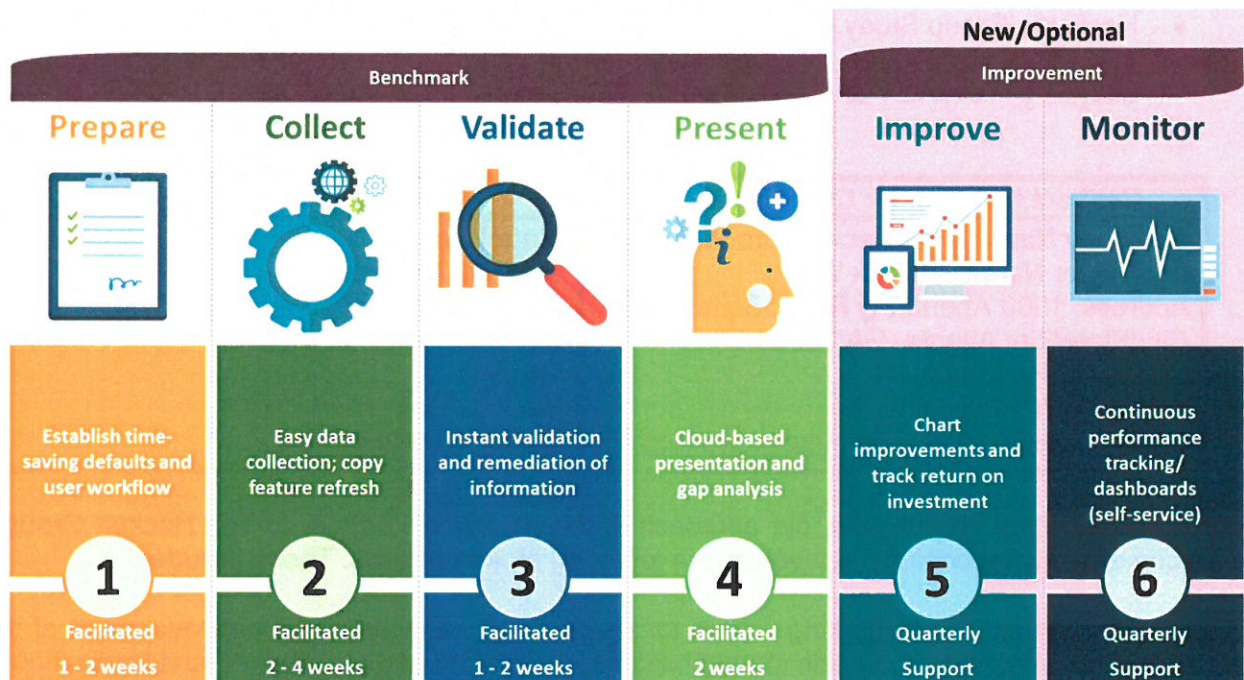 New/Optional
Benchmark
Improvement
Prepare
Collect
Validate
Present
Improve
Monitor
Establish time-
saving defaults and
user workflow
Easy data
collection; copy
feature refresh
Instant validation
and remediation of
information
Cloud-based
presentation and
gap analysis
Chart
improvements and
track return on
investment
Continuous
performance
tracking/
dashboards
(self-service)
1
2
3
4
5
6
Facilitated
1 - 2 weeks
Facilitated
2 - 4 weeks
Facilitated
1 - 2 weeks
Facilitated
2 weeks
Quarterly
Support
Quarterly
Support